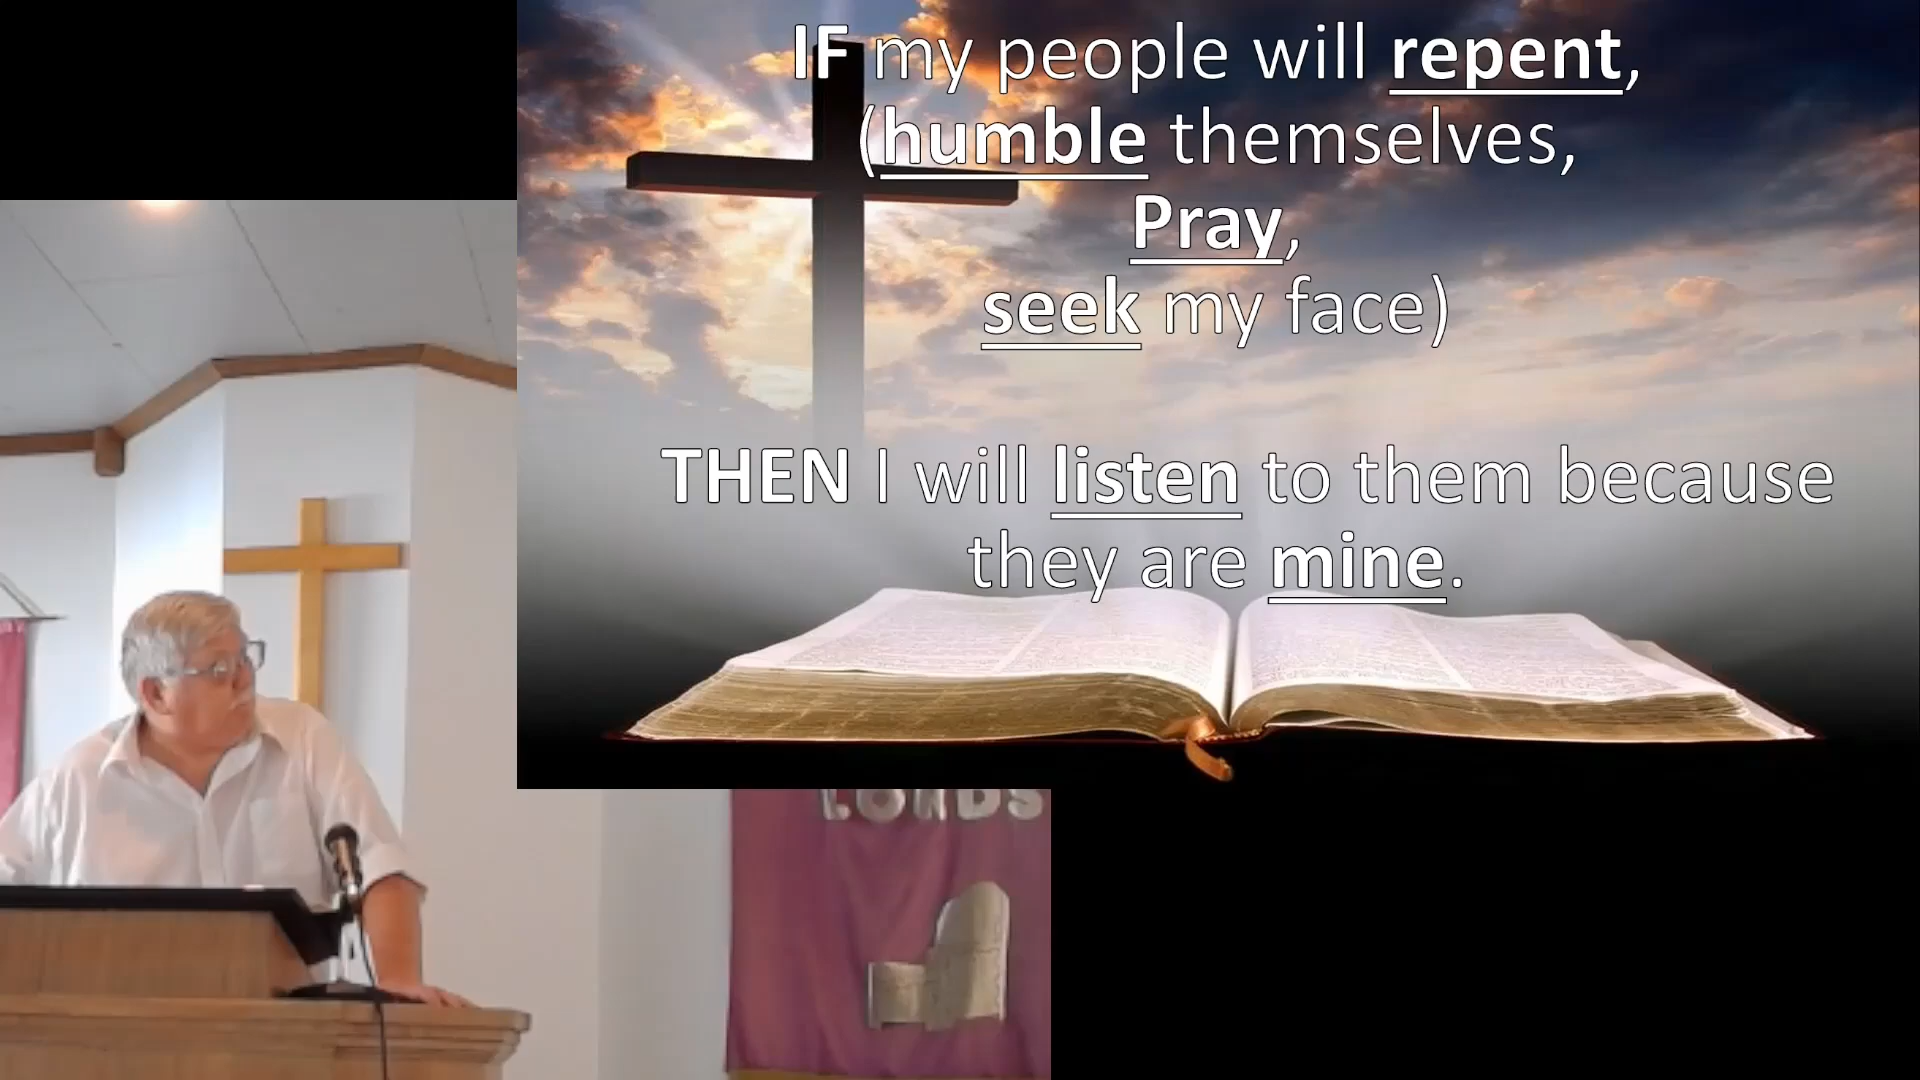 IF my people will repent,
(humble themselves,
Pray,
seek my face)
THEN I will listen to them because
they are mine.
LORDS